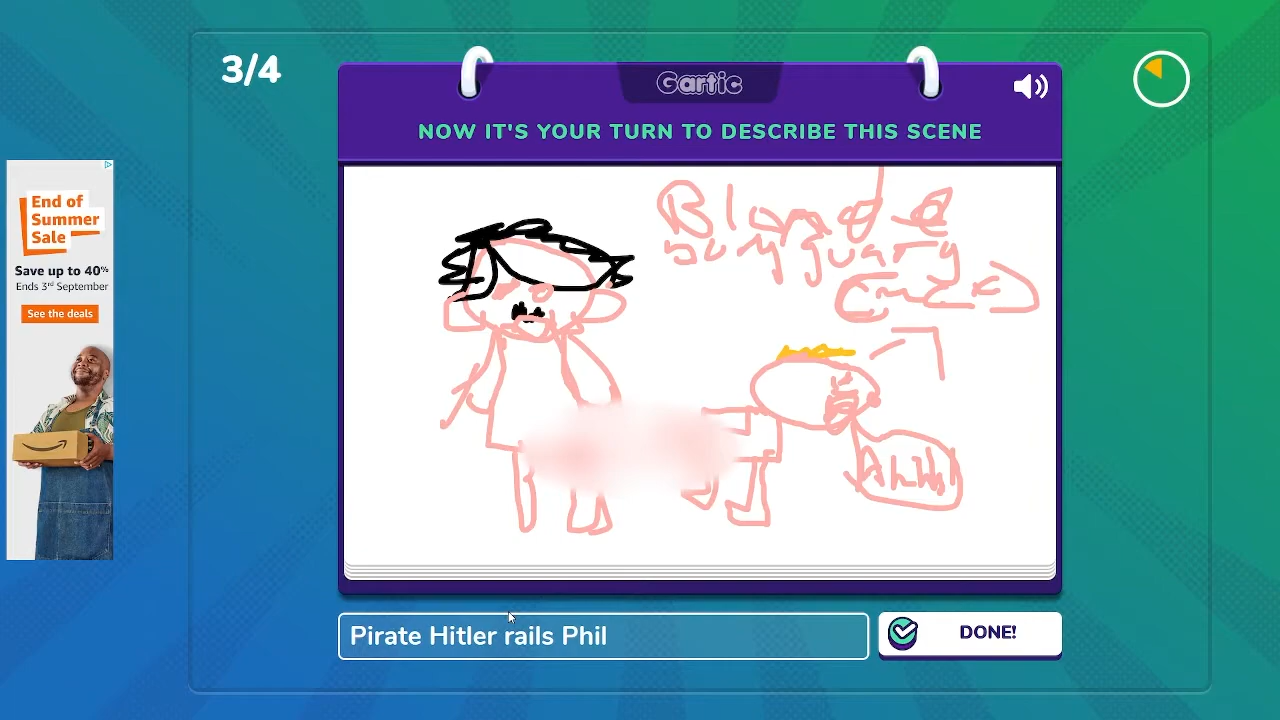 3/4
Gartic
NOW IT'S YOUR TURN TO DESCRIBE THIS SCENE
End of
Summer
Sale
Save up to 40%
Ends 3rd September
See the deals
Blonde
Pirate Hitler rails Phil
DONE!